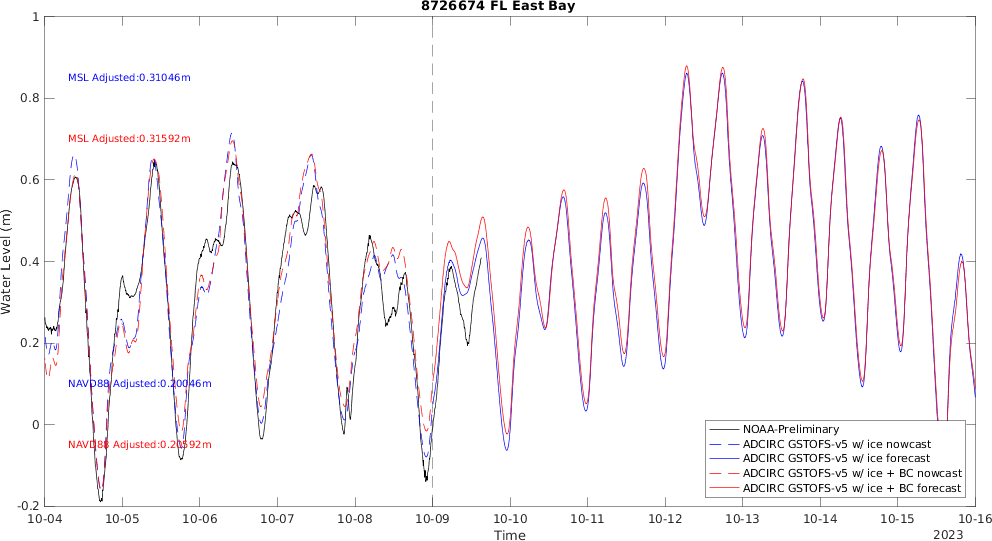 8726674 FL East Bay
1
0.8
0.6
0.4
0.2
0
-0.2
Water Level (m)
MSL Adjusted:0.31046m
MSL Adjusted:0.31592m
NAVD88 Adjusted:0.20046m
NAVD88 Adjusted:0.20592m
NOAA-Preliminary
ADCIRC GSTOFS-v5 w/ ice nowcast
ADCIRC GSTOFS-v5 w/ ice forecast
ADCIRC GSTOFS-v5 w/ ice + BC nowcast
ADCIRC GSTOFS-v5 w/ ice + BC forecast
10-04 10-05 10-06 10-07 10-08 10-09 10-10 10-11 10-12 10-13 10-14 10-15 10-16
Time
2023